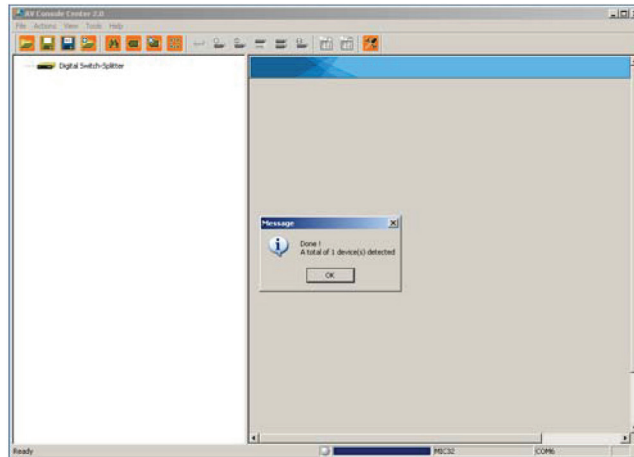 AV Console Center 2.0
File Actions View Tools Help
Digital Switch-Splitter
Message
Done !
A total of 1 device(s) detected
OK
Ready
MIC32
COM6